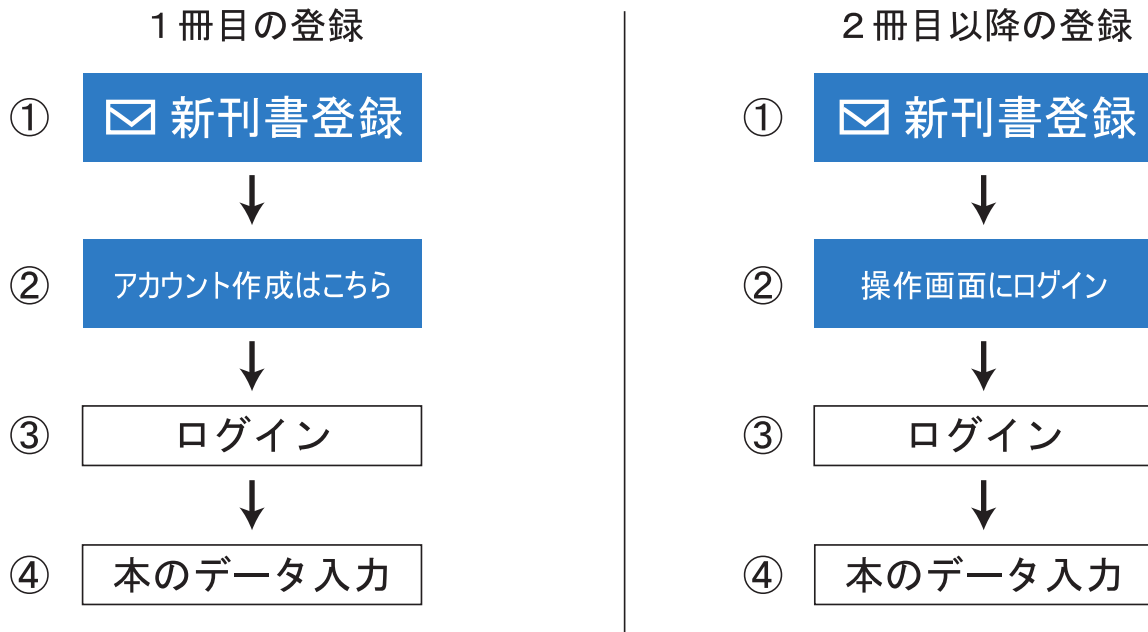 １冊目の登録
① 新刊書登録
② アカウント作成はこちら
③ ログイン
④ 本のデータ入力
２冊目以降の登録
① 新刊書登録
② 操作画面にログイン
③ ログイン
④ 本のデータ入力